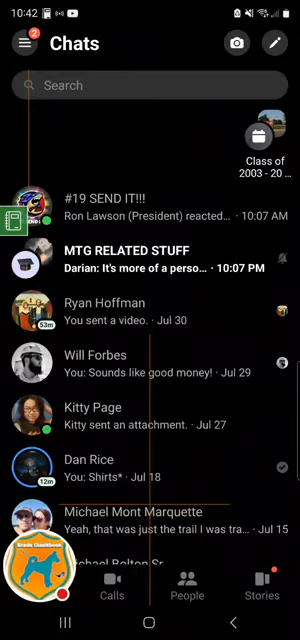 10:42
2
Chats
Search
Class of
2003 - 20 ...
#19 SEND IT!!!
Ron Lawson (President) reacted... · 10:07 AM
MTG RELATED STUFF
Darian: It's more of a perso... · 10:07 PM
Ryan Hoffman
You sent a video. · Jul 30
53m
Will Forbes
You: Sounds like good money! · Jul 29
Kitty Page
Kitty sent an attachment. · Jul 27
Dan Rice
You: Shirts* · Jul 18
12m
Michael Mont Marquette
Yeah, that was just the trail I was tra... · Jul 15
Michael Bolton Sr
Calls
People
Stories